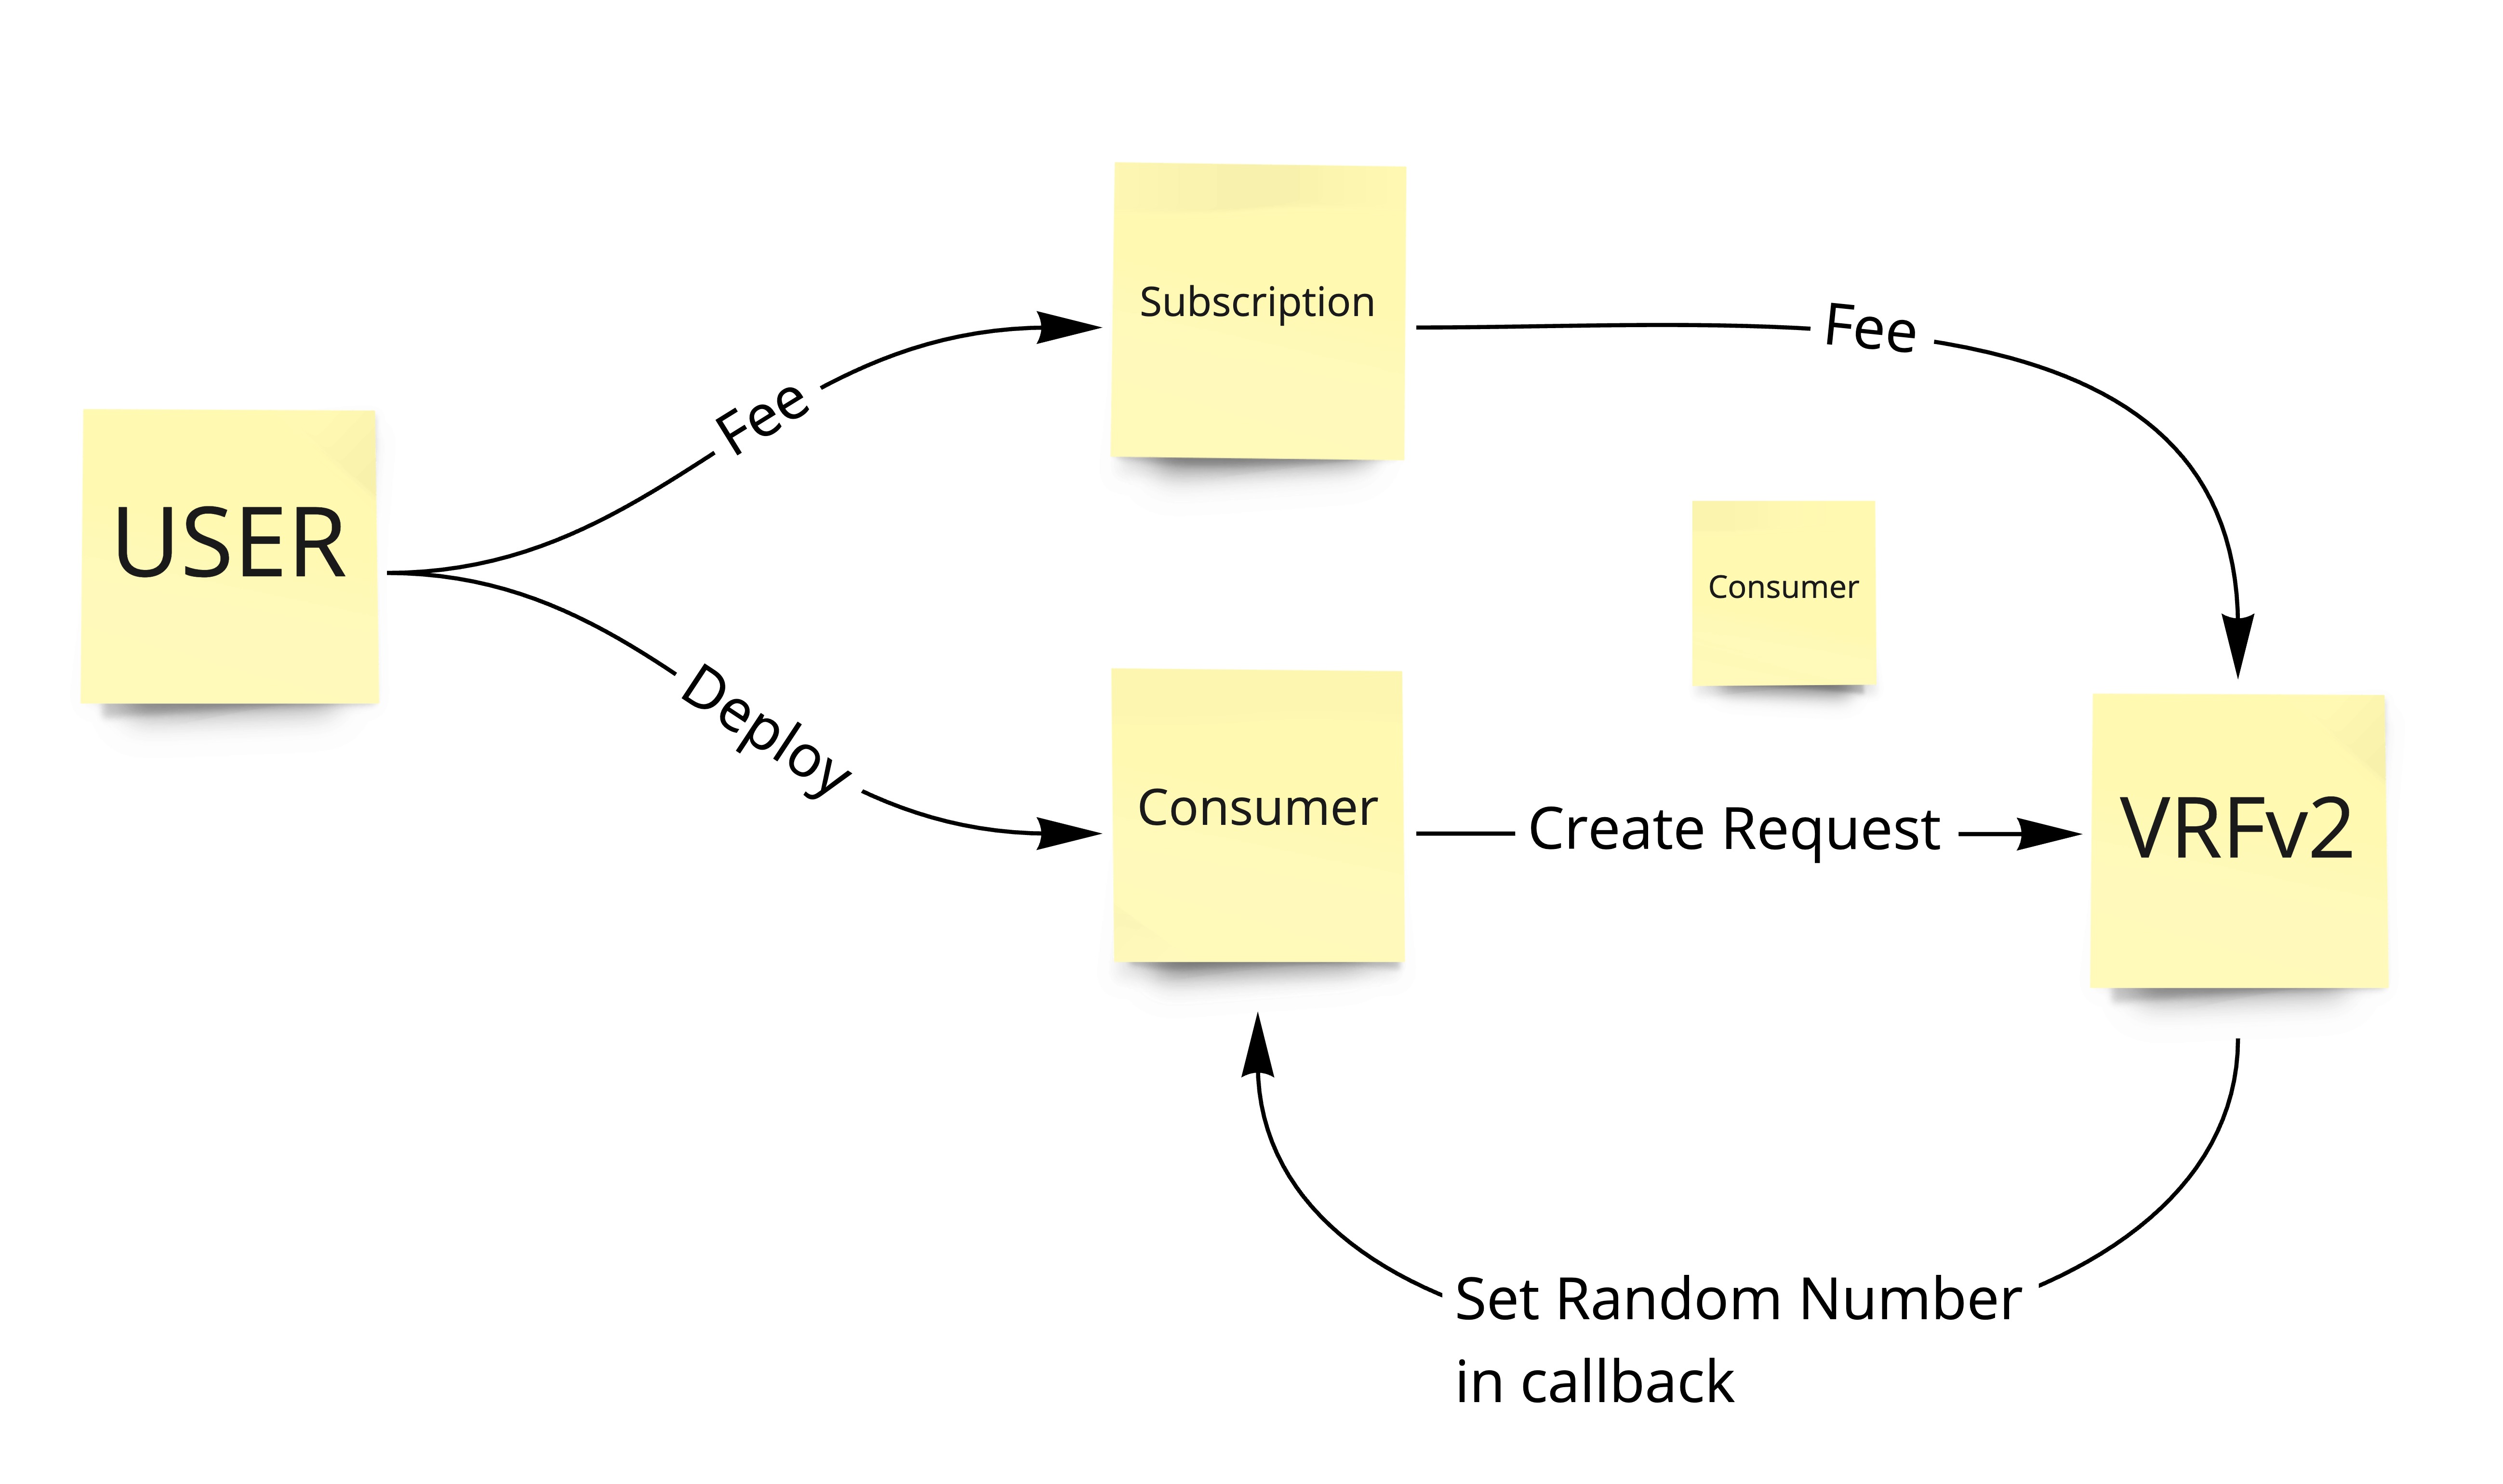 Subscription
Fee
Fee
USER
Consumer
Deploy
Consumer
Create Request
VRFv2
Set Random Number
in callback